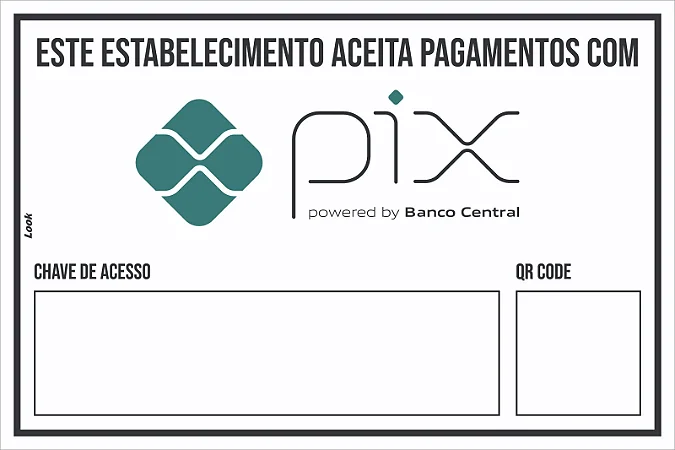 ESTE ESTABELECIMENTO ACEITA PAGAMENTOS COM
pix
powered by Banco Central
Look
CHAVE DE ACESSO
QR CODE